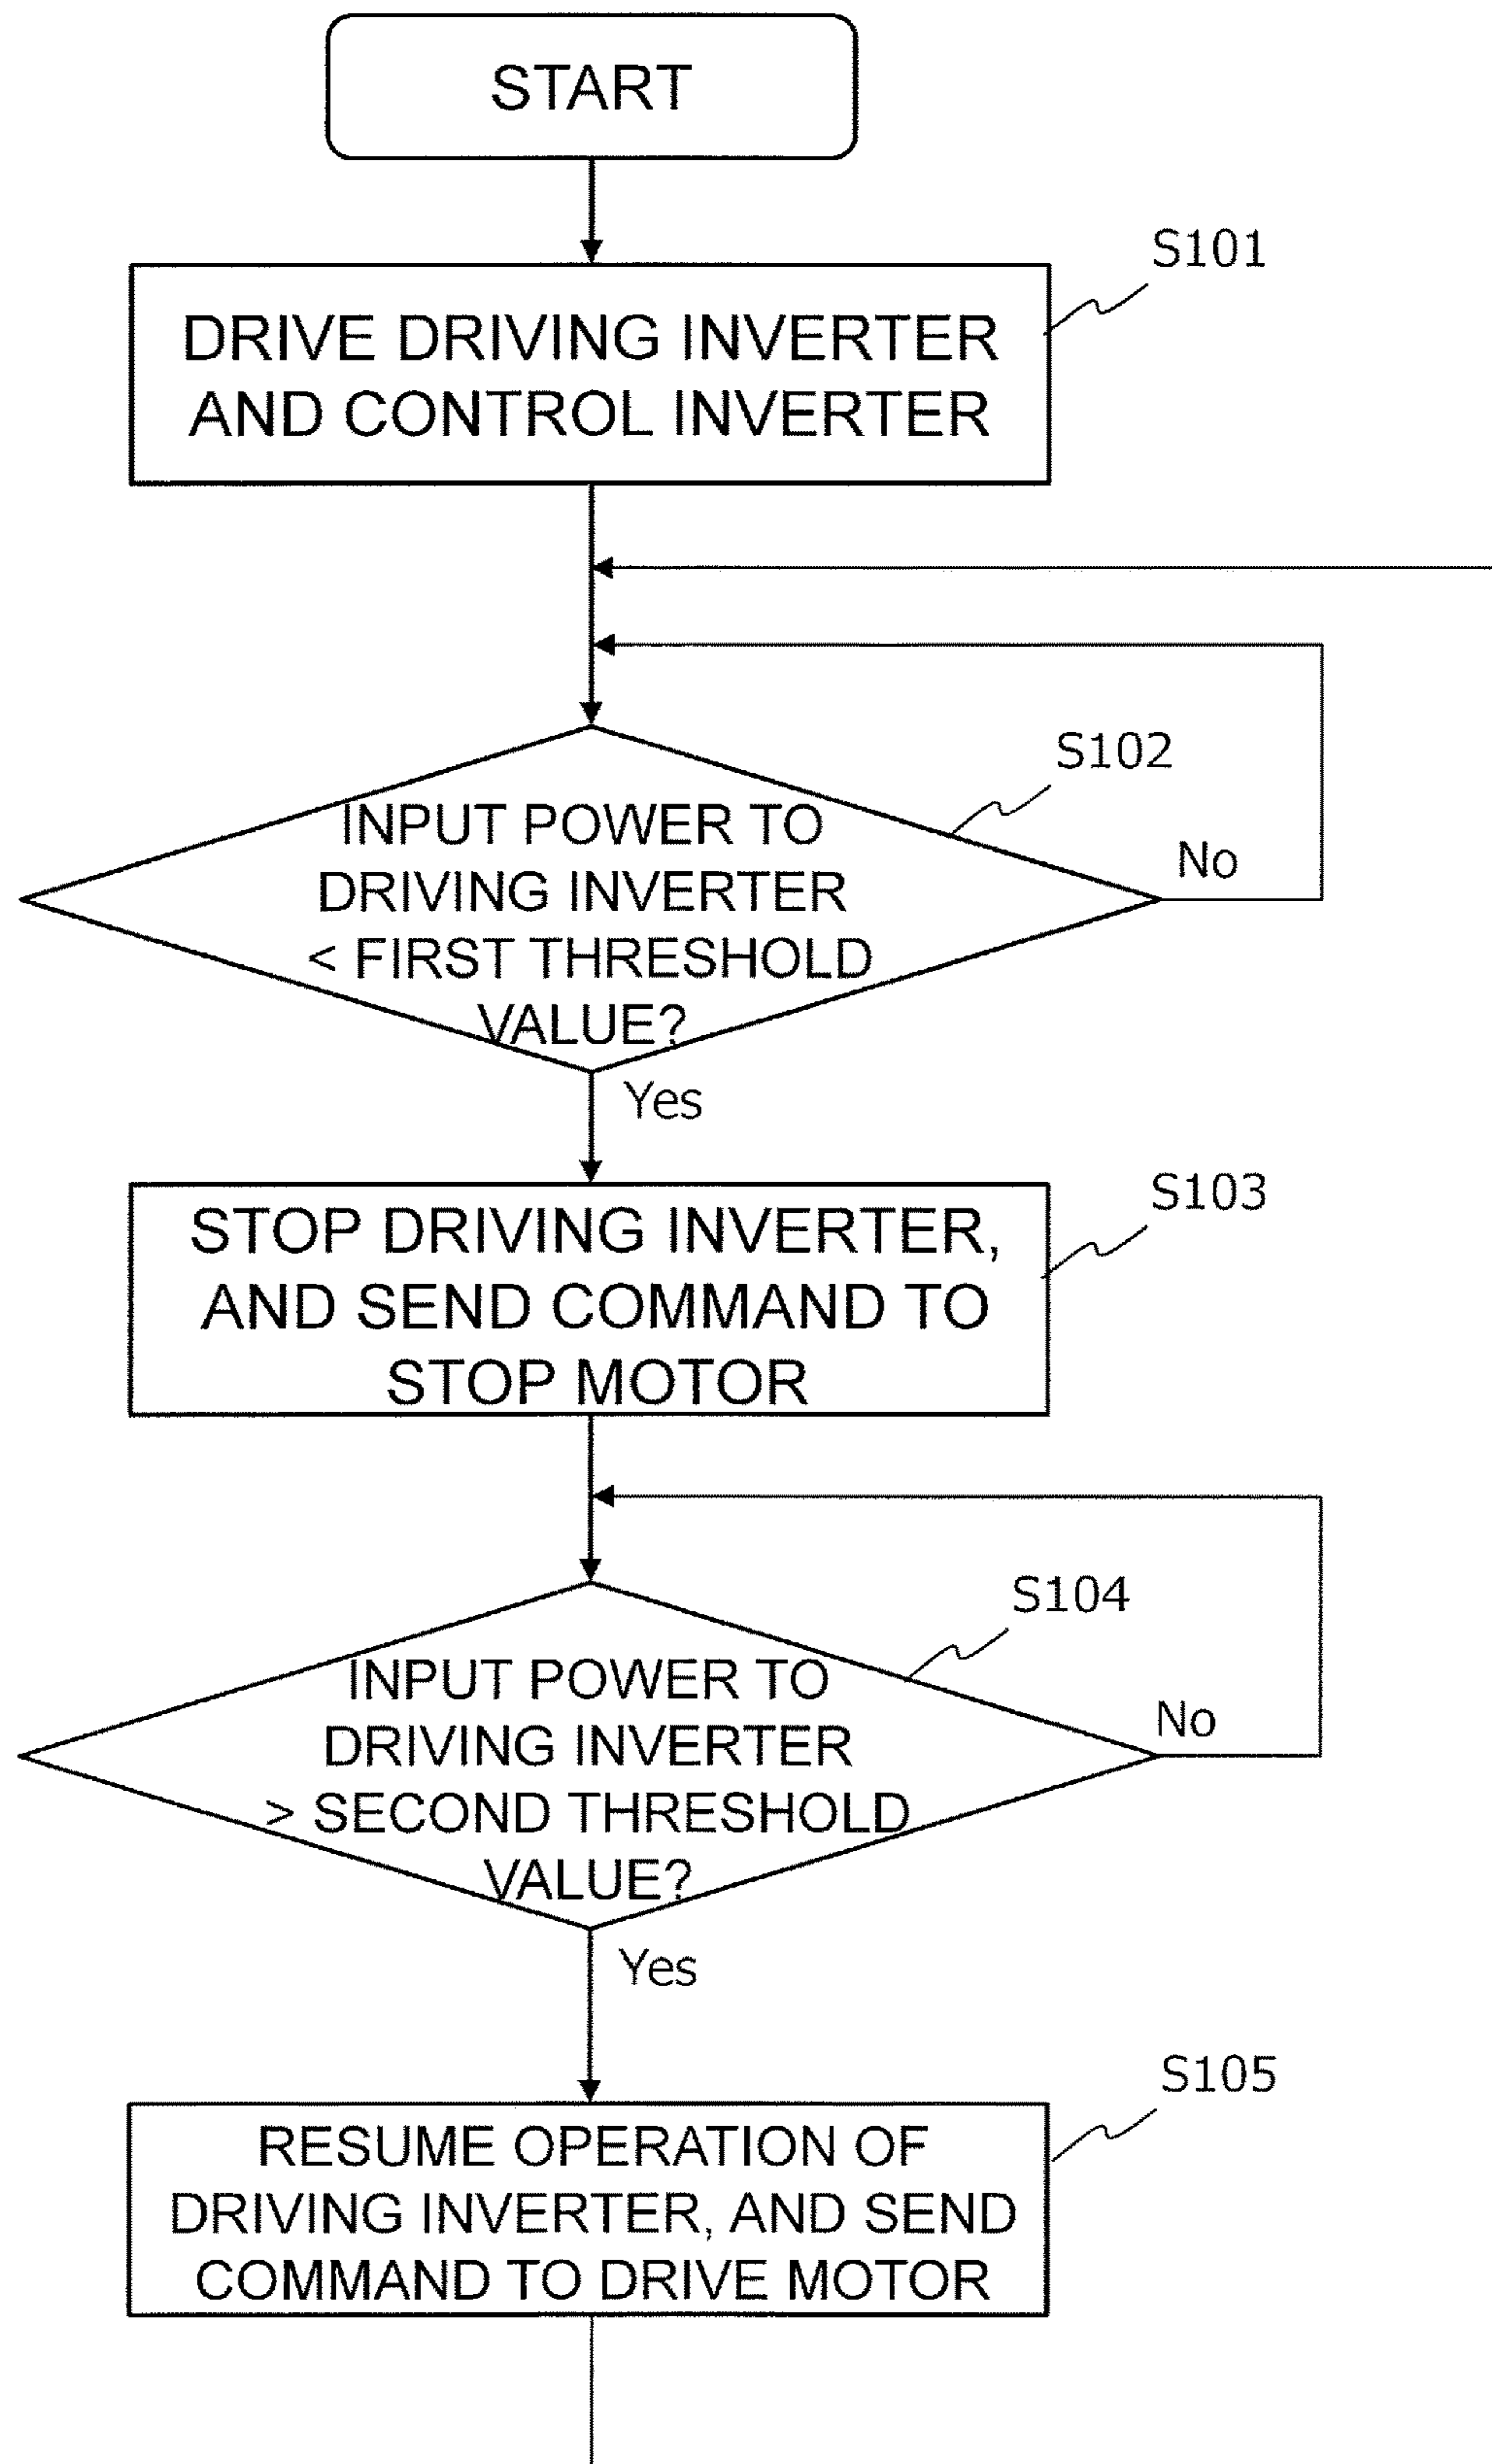 START
S101
DRIVE DRIVING INVERTER
AND CONTROL INVERTER
S102
INPUT POWER TO
DRIVING INVERTER
< FIRST THRESHOLD
VALUE?
No
Yes
S103
STOP DRIVING INVERTER,
AND SEND COMMAND TO
STOP MOTOR
S104
INPUT POWER TO
DRIVING INVERTER
> SECOND THRESHOLD
VALUE?
No
Yes
S105
RESUME OPERATION OF
DRIVING INVERTER, AND SEND
COMMAND TO DRIVE MOTOR